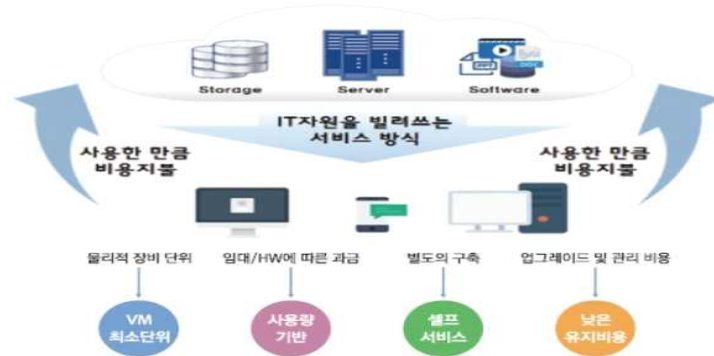 Storage
Server
Software
IT자원을 빌려쓰는
서비스 방식
사용한 만큼
비용지불
사용한 만큼
비용지불
물리적 장비 단위
임대/HW에 따른 과금
별도의 구축
업그레이드 및 관리 비용
VM
최소단위
사용량
기반
셀프
서비스
낮은
유지비용